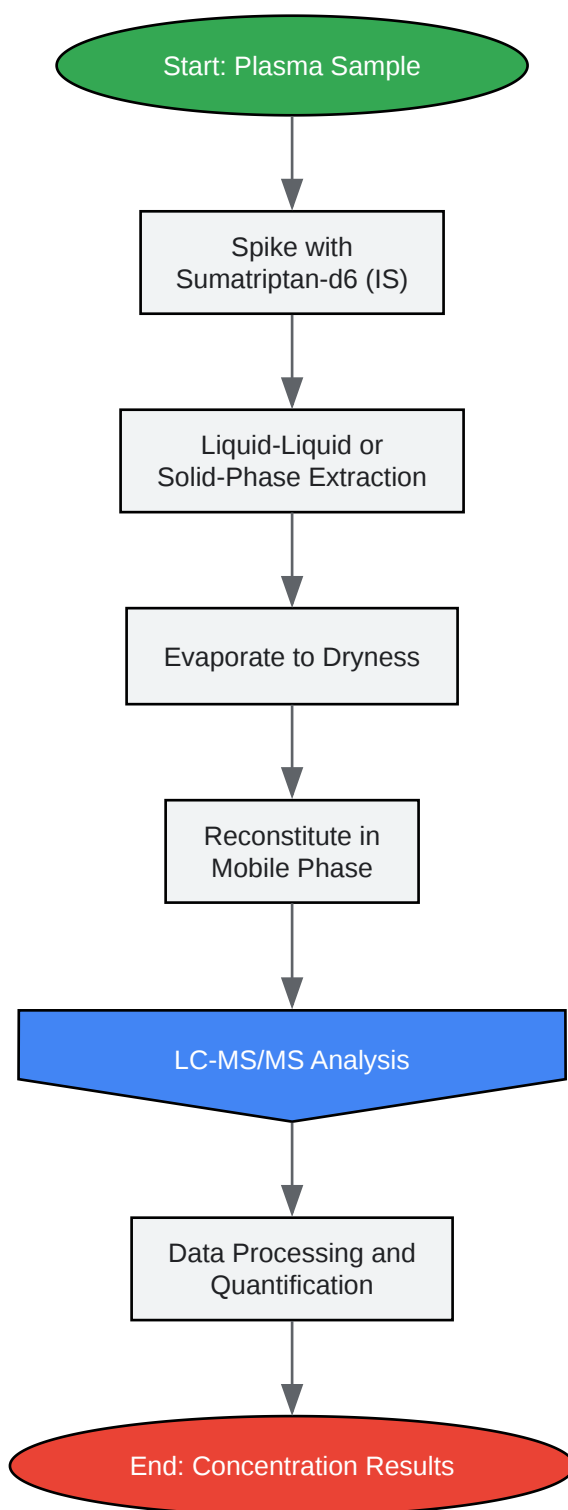 Start: Plasma Sample
Spike with
Sumatriptan-d6 (IS)
Liquid-Liquid or
Solid-Phase Extraction
Evaporate to Dryness
Reconstitute in
Mobile Phase
LC-MS/MS Analysis
Data Processing and
Quantification
End: Concentration Results